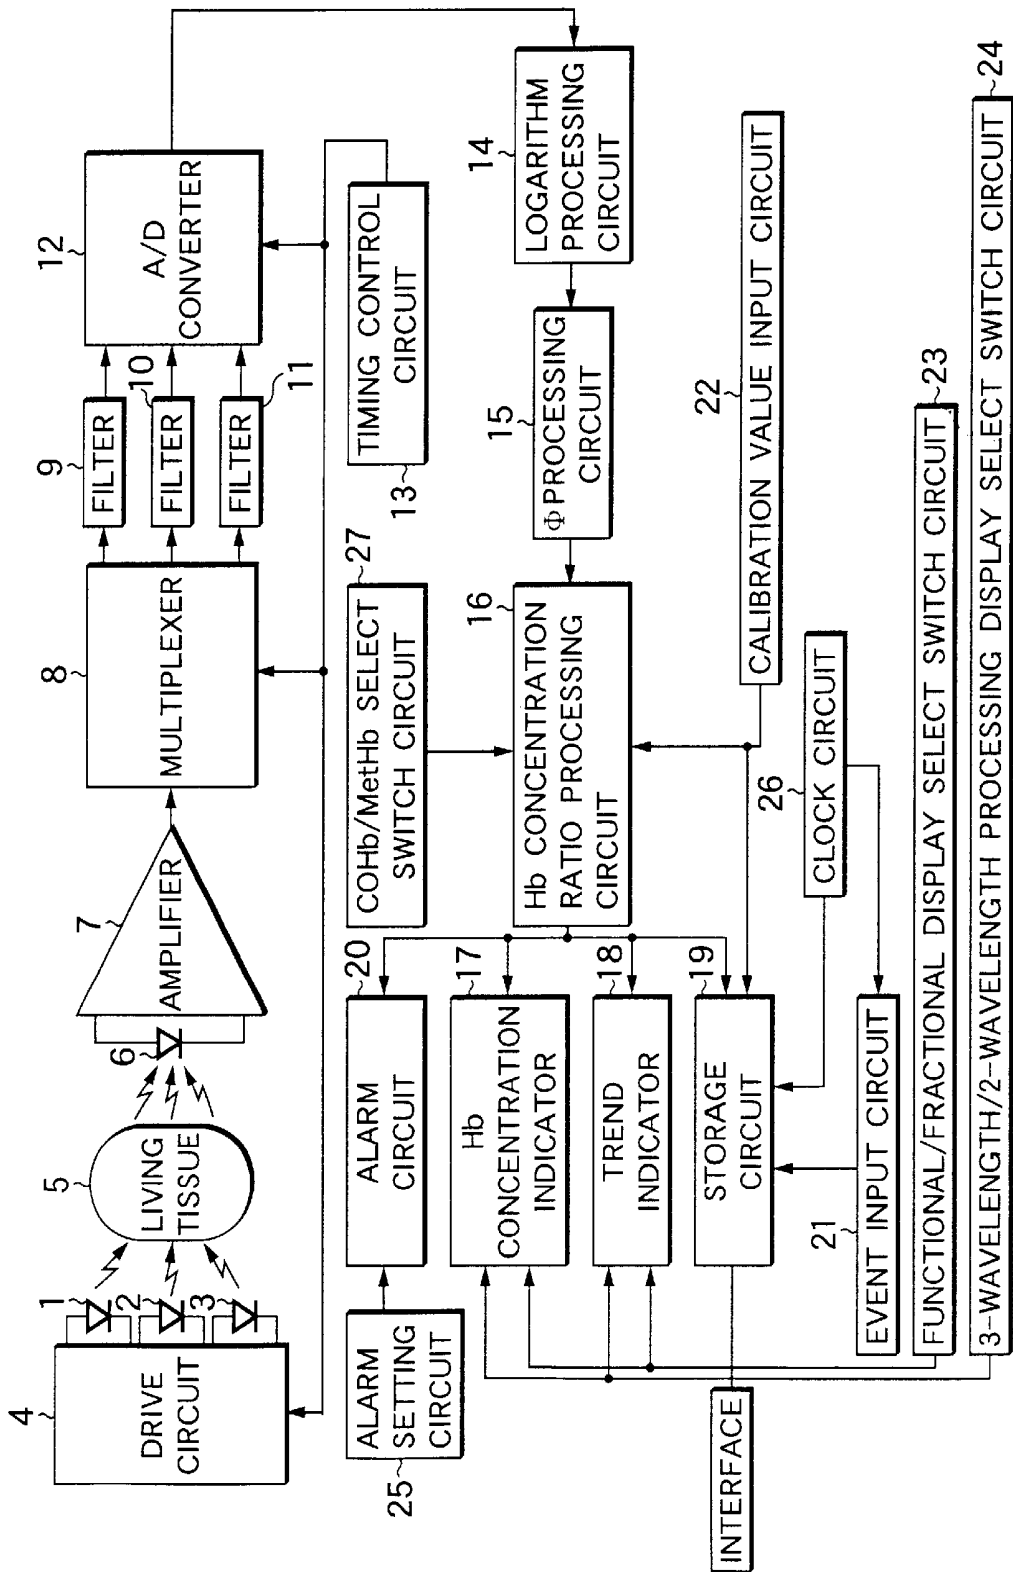 4
DRIVE
CIRCUIT
1
2
3
5
LIVING
TISSUE
6
7
AMPLIFIER
8
MULTIPLEXER
9
FILTER
10
FILTER
11
FILTER
12
A/D
CONVERTER
13
TIMING CONTROL
CIRCUIT
14
LOGARITHM
PROCESSING
CIRCUIT
15
Φ PROCESSING
CIRCUIT
27
COHb/MetHb SELECT
SWITCH CIRCUIT
16
Hb CONCENTRATION
RATIO PROCESSING
CIRCUIT
25
ALARM
SETTING
CIRCUIT
20
ALARM
CIRCUIT
17
Hb
CONCENTRATION
INDICATOR
18
TREND
INDICATOR
19
STORAGE
CIRCUIT
INTERFACE
22
CALIBRATION VALUE INPUT CIRCUIT
26
CLOCK CIRCUIT
21
EVENT INPUT CIRCUIT
23
FUNCTIONAL/FRACTIONAL DISPLAY SELECT SWITCH CIRCUIT
24
3-WAVELENGTH/2-WAVELENGTH PROCESSING DISPLAY SELECT SWITCH CIRCUIT